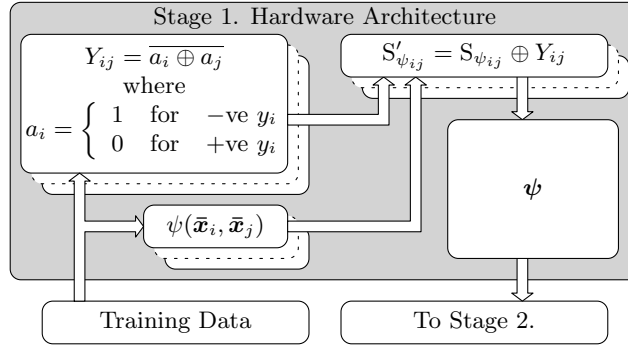 Stage 1. Hardware Architecture
Y_{ij} = \overline{a_i ⊕ a_j}
where
a_i = { 1 for −ve y_i
0 for +ve y_i
S′_{ψ_{ij}} = S_{ψ_{ij}} ⊕ Y_{ij}
ψ
ψ(x̄_i, x̄_j)
Training Data
To Stage 2.